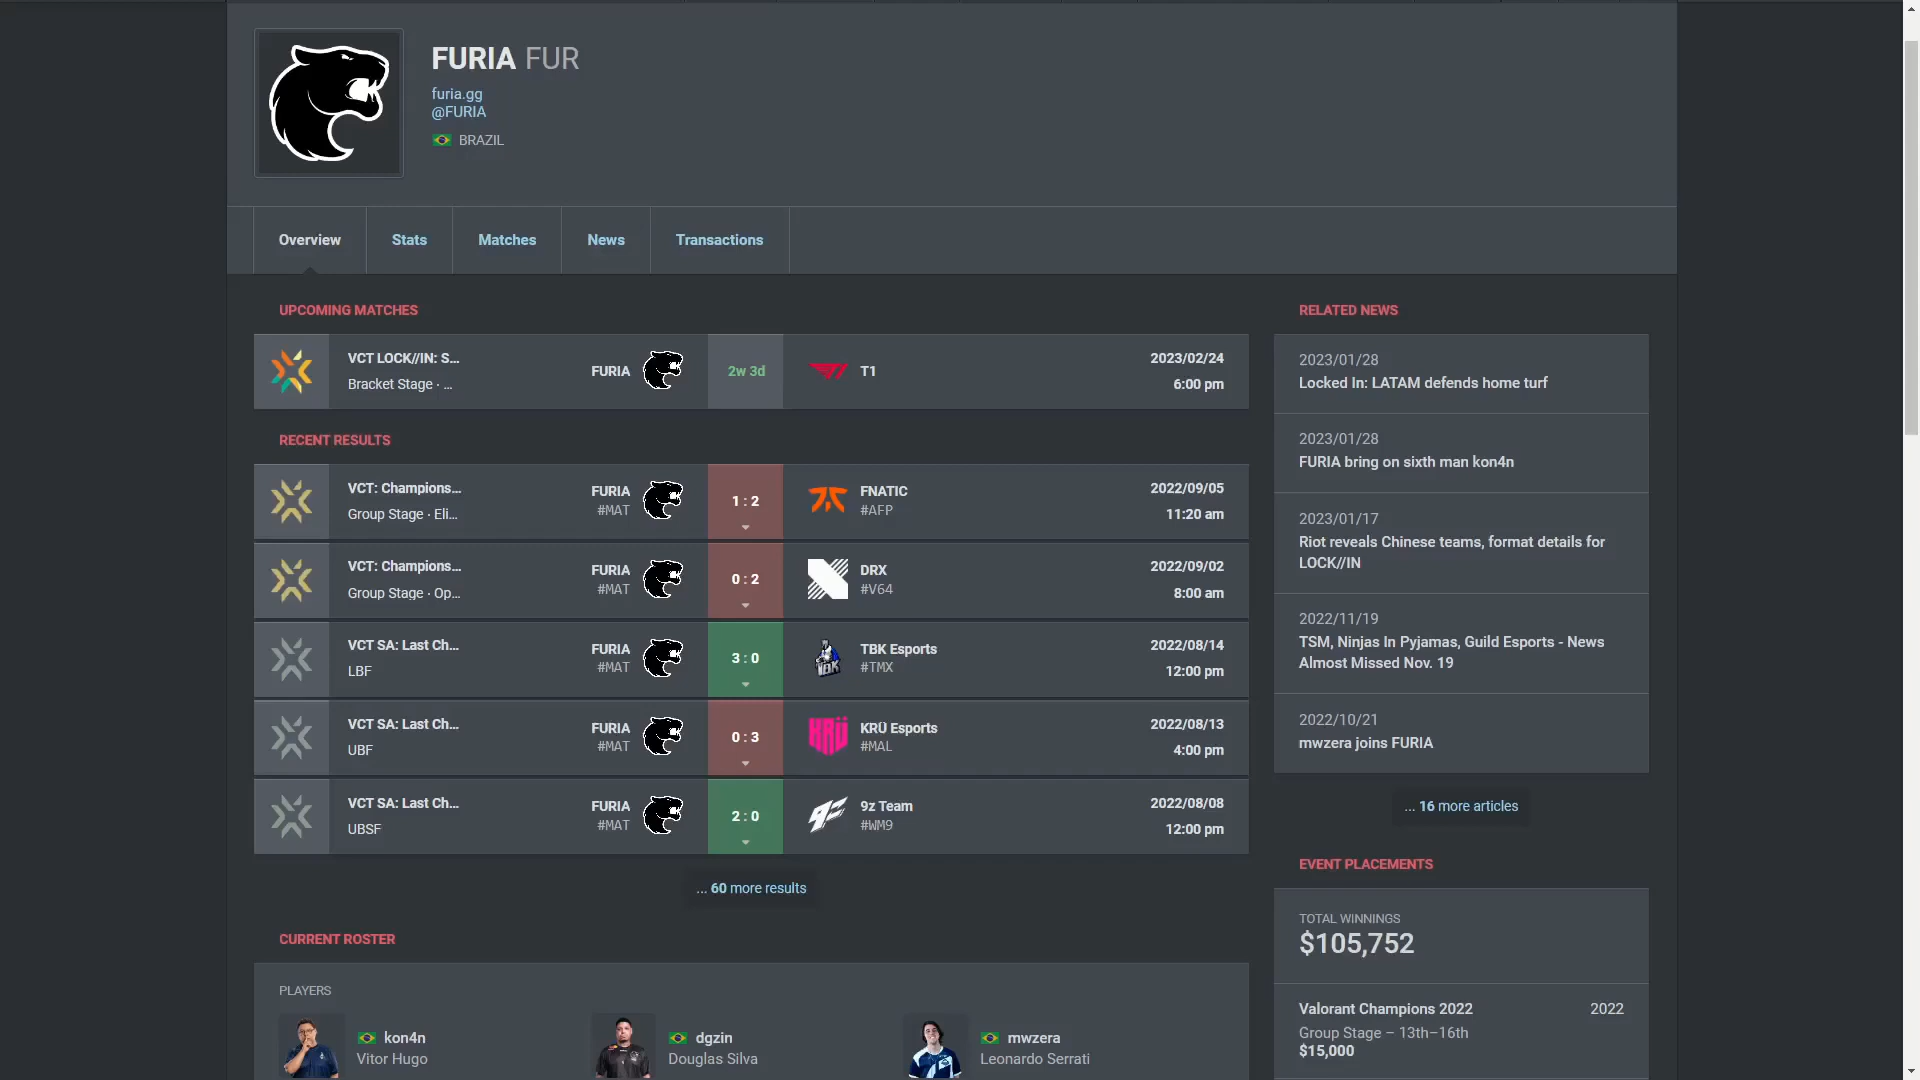 FURIA FUR
furia.gg
@FURIA
BRAZIL
Overview
Stats
Matches
News
Transactions
UPCOMING MATCHES
VCT LOCK//IN: S...
Bracket Stage · ...
FURIA
2w 3d
T1
2023/02/24
6:00 pm
RECENT RESULTS
VCT: Champions...
Group Stage · Eli...
FURIA
#MAT
1 : 2
FNATIC
#AFP
2022/09/05
11:20 am
VCT: Champions...
Group Stage · Op...
FURIA
#MAT
0 : 2
DRX
#V64
2022/09/02
8:00 am
VCT SA: Last Ch...
LBF
FURIA
#MAT
3 : 0
TBK Esports
#TMX
2022/08/14
12:00 pm
VCT SA: Last Ch...
UBF
FURIA
#MAT
0 : 3
KRÜ
KRÜ Esports
#MAL
2022/08/13
4:00 pm
VCT SA: Last Ch...
UBSF
FURIA
#MAT
2 : 0
9z Team
#WM9
2022/08/08
12:00 pm
... 60 more results
CURRENT ROSTER
PLAYERS
kon4n
Vitor Hugo
dgzin
Douglas Silva
mwzera
Leonardo Serrati
RELATED NEWS
2023/01/28
Locked In: LATAM defends home turf
2023/01/28
FURIA bring on sixth man kon4n
2023/01/17
Riot reveals Chinese teams, format details for
LOCK//IN
2022/11/19
TSM, Ninjas In Pyjamas, Guild Esports - News
Almost Missed Nov. 19
2022/10/21
mwzera joins FURIA
... 16 more articles
EVENT PLACEMENTS
TOTAL WINNINGS
$105,752
Valorant Champions 2022
2022
Group Stage – 13th–16th
$15,000